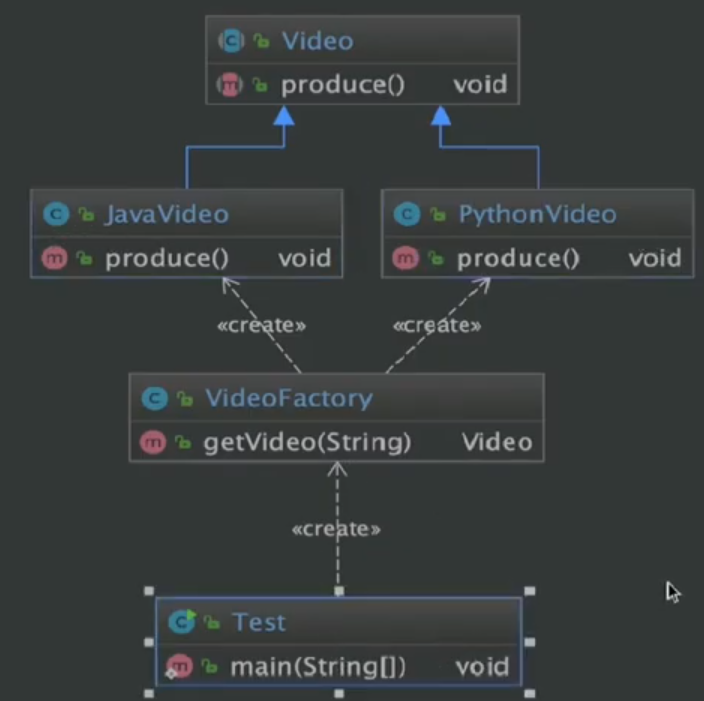 Video
produce() void
JavaVideo
produce() void
PythonVideo
produce() void
«create»
«create»
VideoFactory
getVideo(String) Video
«create»
Test
main(String[]) void